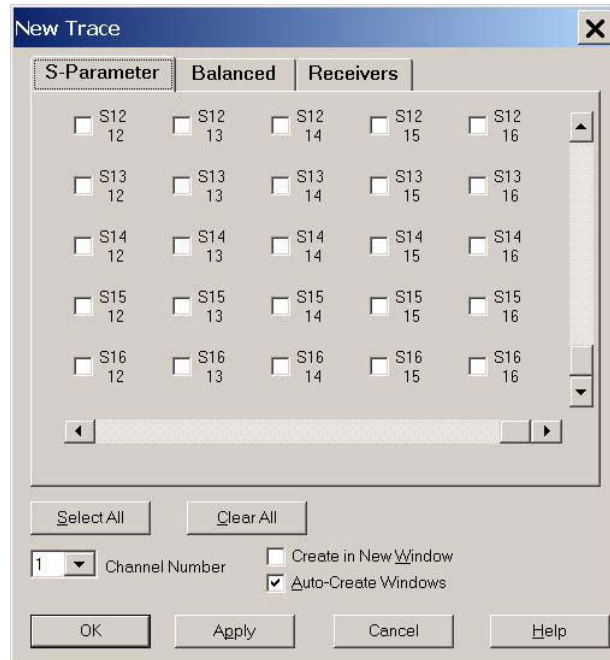 New Trace
S-Parameter Balanced Receivers
S12 S12 S12 S12 S12
12 13 14 15 16
S13 S13 S13 S13 S13
12 13 14 15 16
S14 S14 S14 S14 S14
12 13 14 15 16
S15 S15 S15 S15 S15
12 13 14 15 16
S16 S16 S16 S16 S16
12 13 14 15 16
Select All Clear All
1 Channel Number Create in New Window
Auto-Create Windows
OK Apply Cancel Help